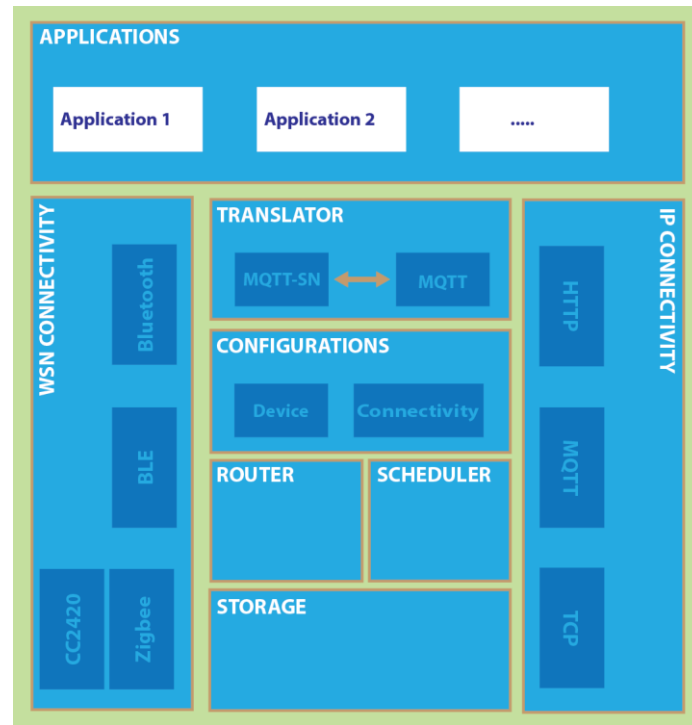 APPLICATIONS
Application 1
Application 2
.....
WSN CONNECTIVITY
Bluetooth
BLE
CC2420
Zigbee
TRANSLATOR
MQTT-SN
MQTT
CONFIGURATIONS
Device
Connectivity
ROUTER
SCHEDULER
STORAGE
IP CONNECTIVITY
HTTP
MQTT
TCP